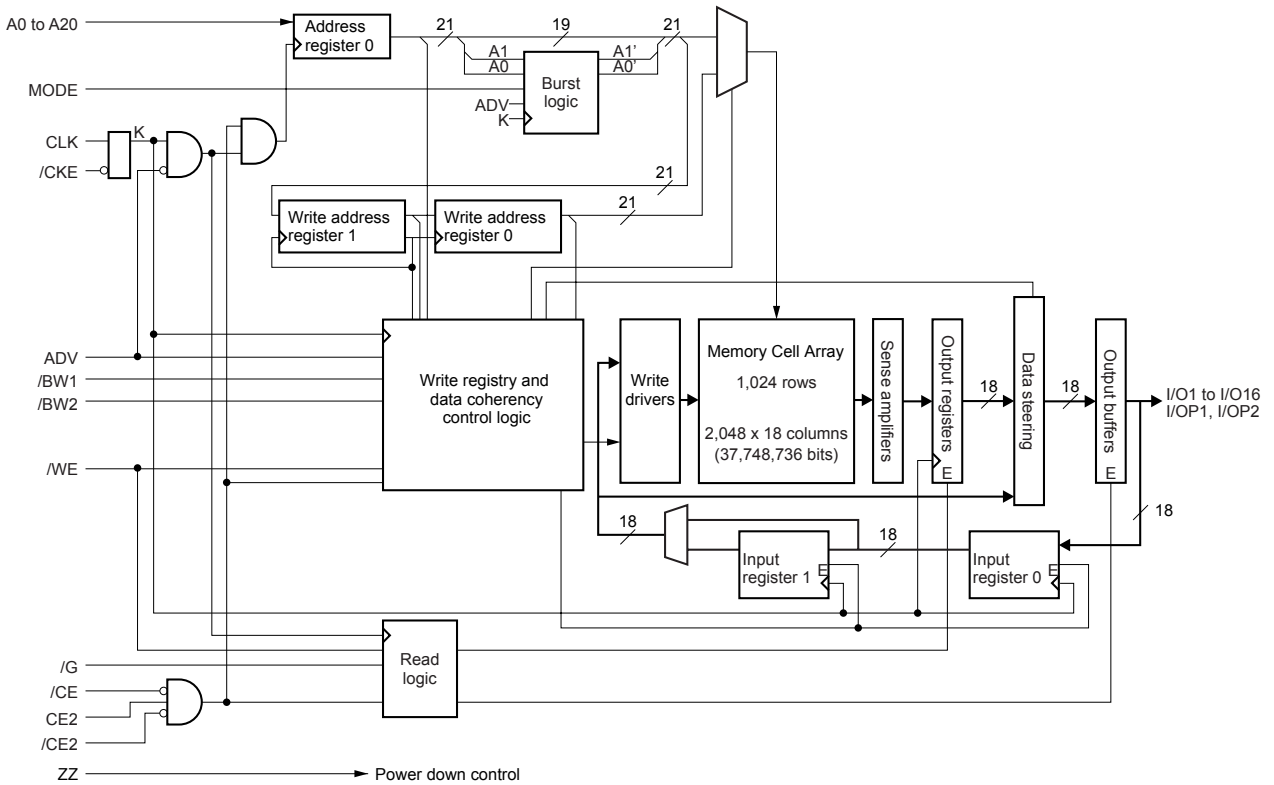 A0 to A20
Address
register 0
21
19
21
A1
A0
A1'
A0'
Burst
logic
MODE
ADV
K
CLK
K
/CKE
21
21
Write address
register 1
Write address
register 0
ADV
/BW1
/BW2
/WE
Write registry and
data coherency
control logic
Write
drivers
Memory Cell Array
1,024 rows
2,048 x 18 columns
(37,748,736 bits)
Sense amplifiers
Output registers
E
18
Data steering
18
Output buffers
E
I/O1 to I/O16
I/OP1, I/OP2
18
18
Input
register 1
E
18
Input
register 0
E
Read
logic
/G
/CE
CE2
/CE2
ZZ
Power down control